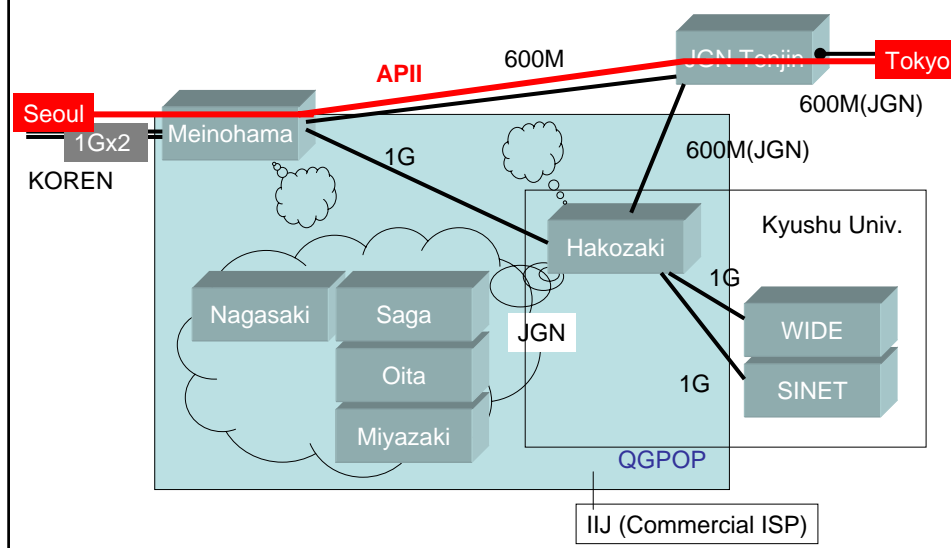 600M
JGN Tenjin
Tokyo
APII
600M(JGN)
Seoul
Meinohama
1Gx2
KOREN
1G
600M(JGN)
Kyushu Univ.
Hakozaki
1G
Nagasaki
Saga
JGN
WIDE
Oita
1G
SINET
Miyazaki
QGPOP
IIJ (Commercial ISP)